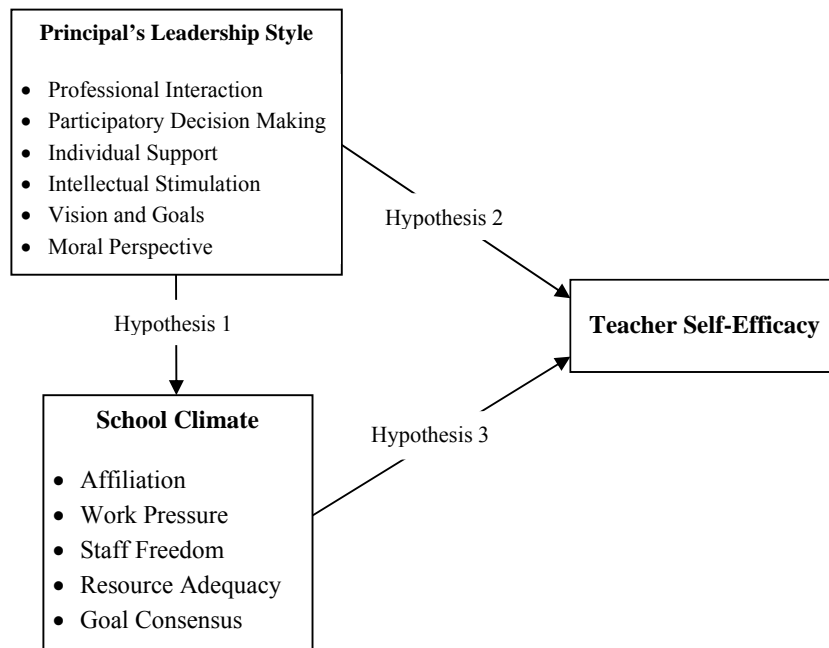 Principal’s Leadership Style
• Professional Interaction
• Participatory Decision Making
• Individual Support
• Intellectual Stimulation
• Vision and Goals
• Moral Perspective
Hypothesis 2
Teacher Self-Efficacy
Hypothesis 1
School Climate
• Affiliation
• Work Pressure
• Staff Freedom
• Resource Adequacy
• Goal Consensus
Hypothesis 3